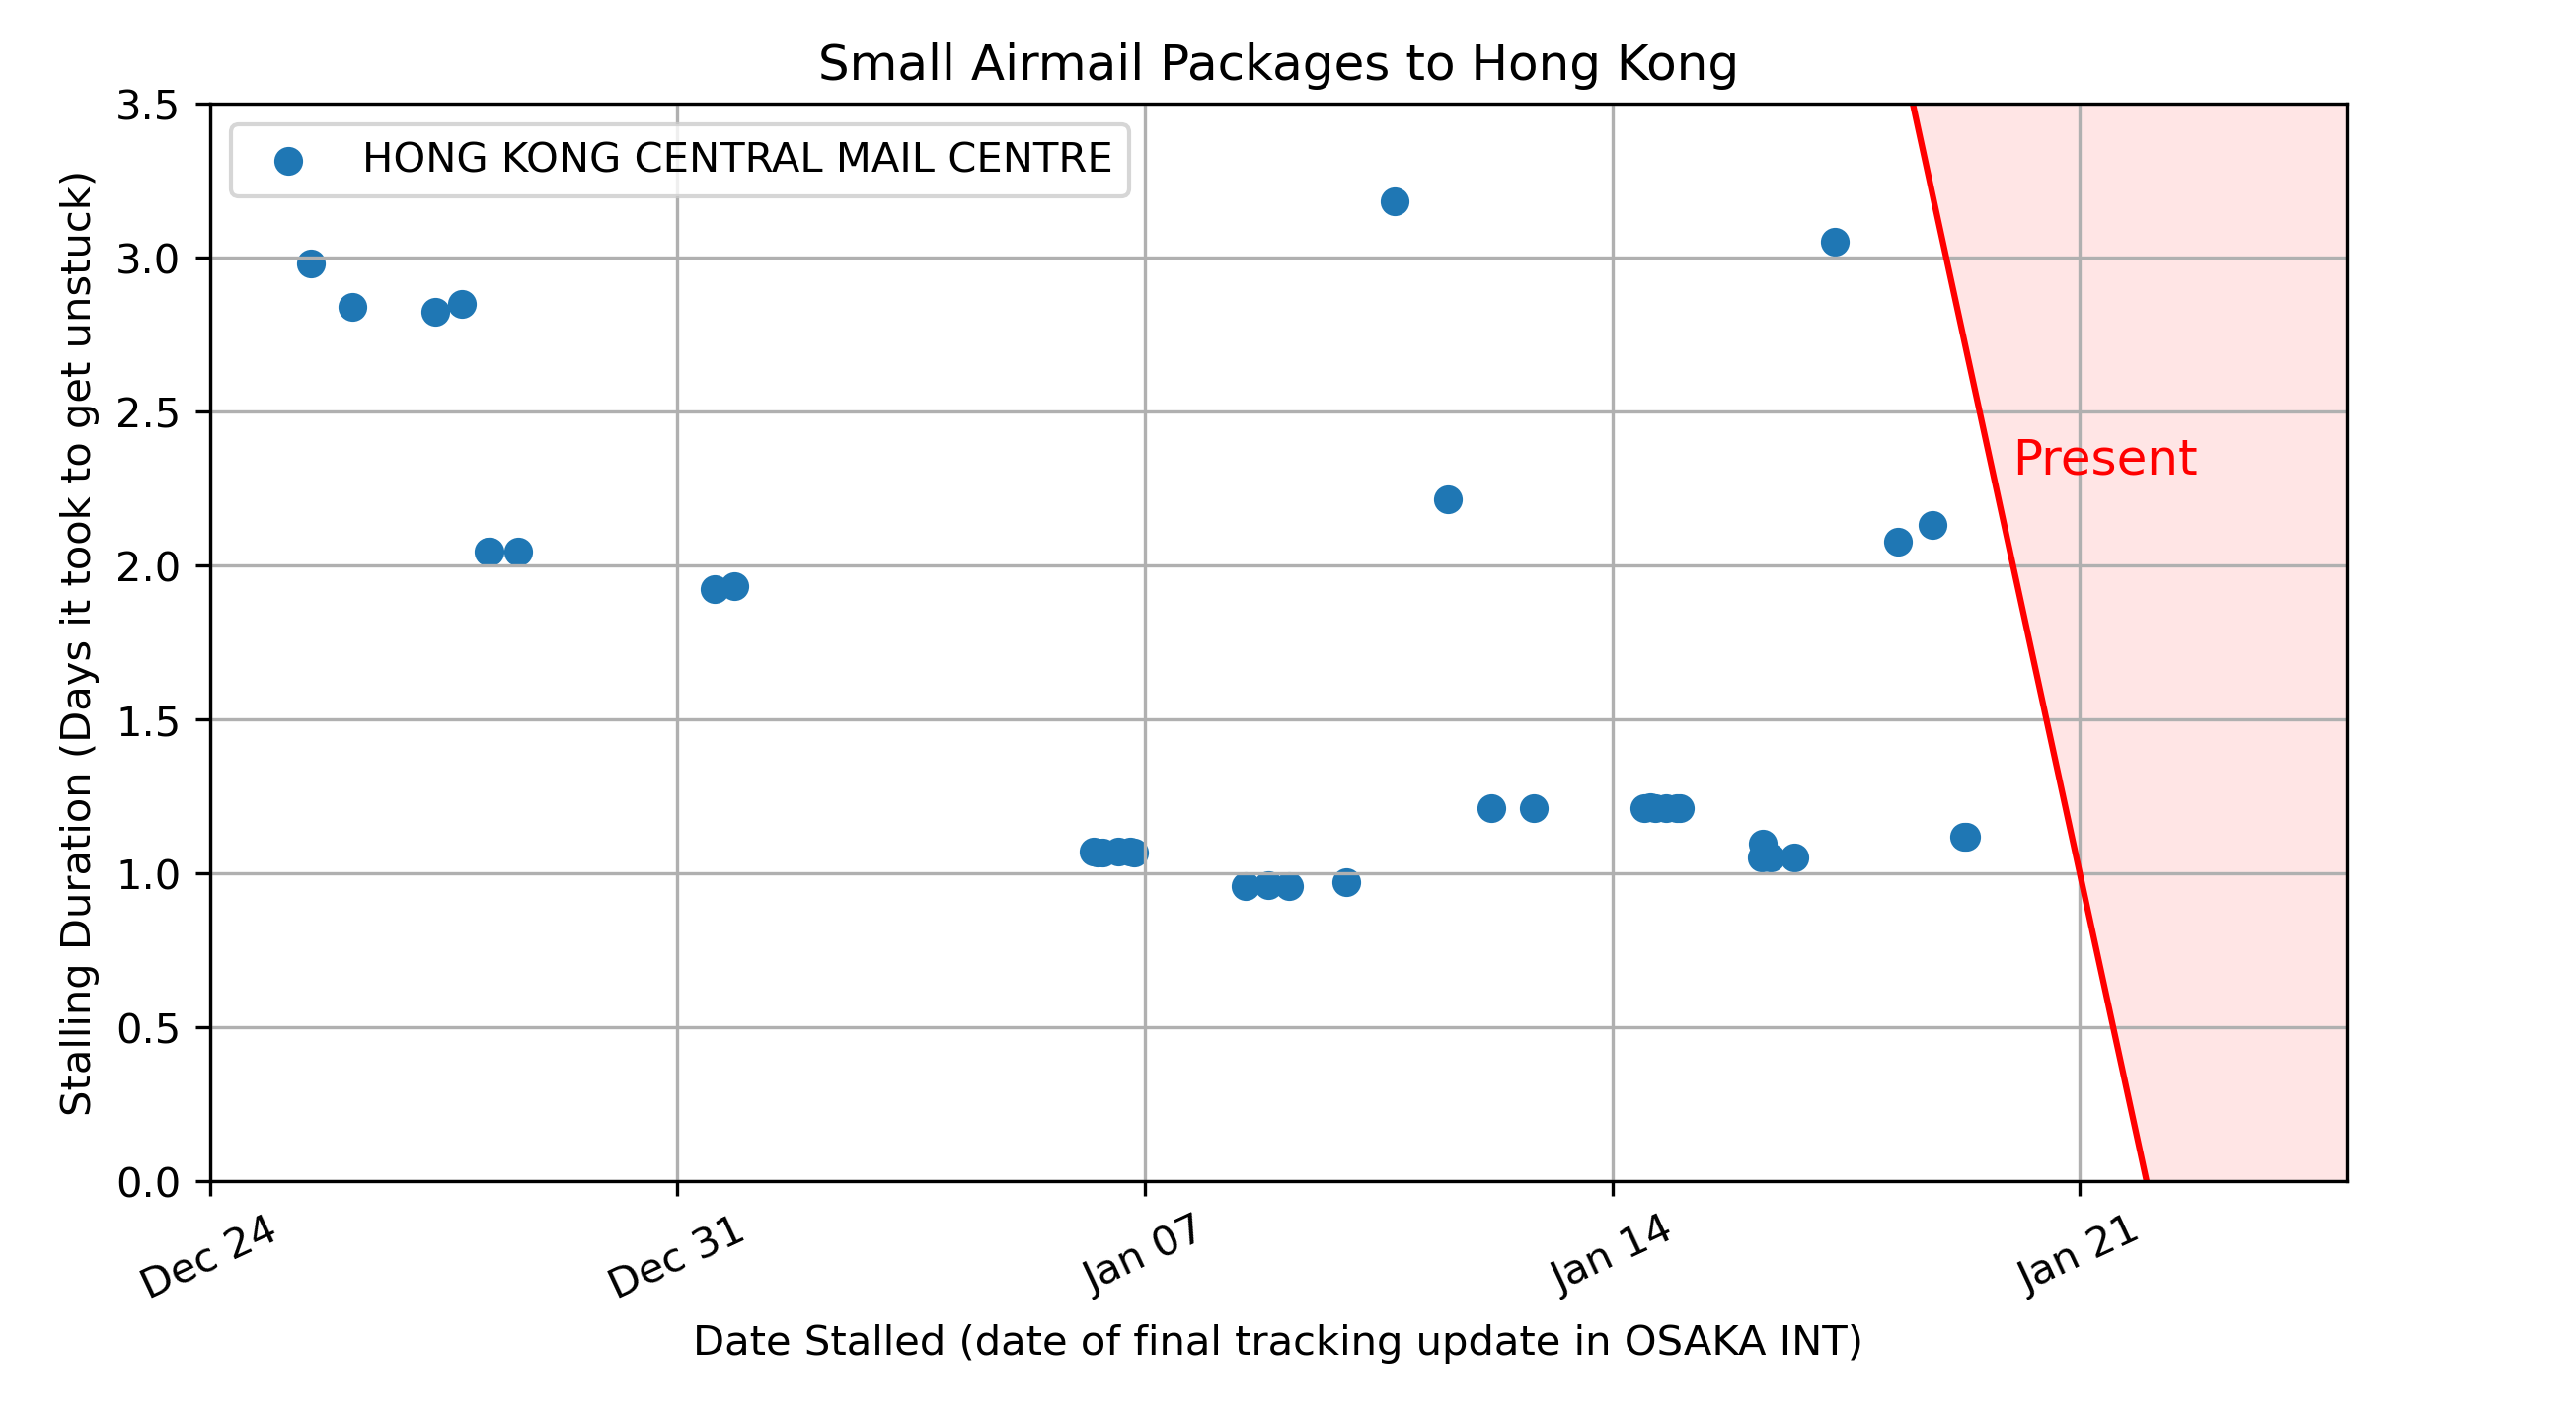 Small Airmail Packages to Hong Kong
HONG KONG CENTRAL MAIL CENTRE
Present
Stalling Duration (Days it took to get unstuck)
3.5
3.0
2.5
2.0
1.5
1.0
0.5
0.0
Dec 24
Dec 31
Jan 07
Jan 14
Jan 21
Date Stalled (date of final tracking update in OSAKA INT)